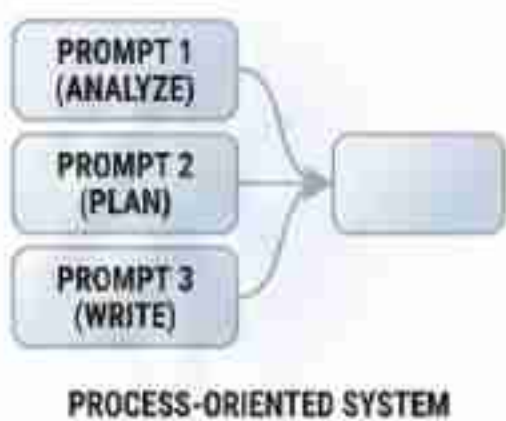 PROMPT 1
(ANALYZE)
PROMPT 2
(PLAN)
PROMPT 3
(WRITE)
PROCESS-ORIENTED SYSTEM